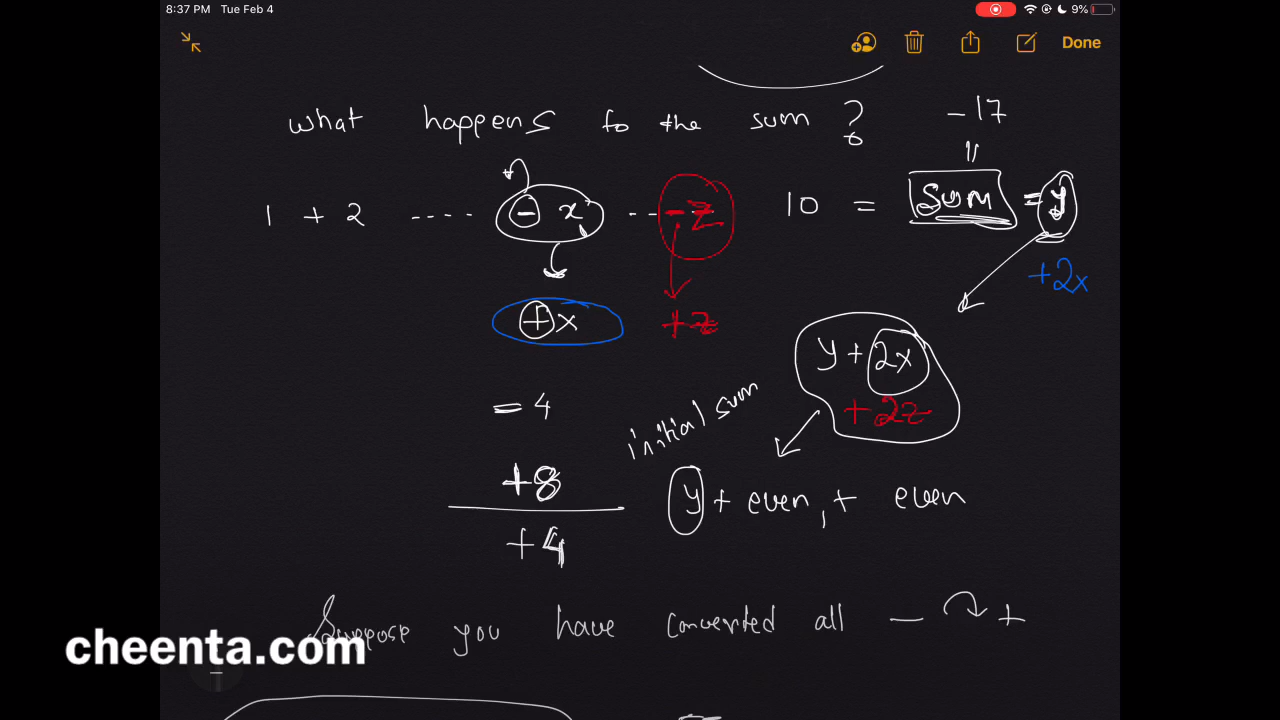 8:37 PM Tue Feb 4 9%
Done
what happens to the sum ?
-17
=
1 + 2 .... - x .. - z 10 = sum = y
+2x
+x +z
y + 2x
+2z
= 4
initial sum
+8
y + even, + even
+4
Suppose you have converted all - +
cheenta.com